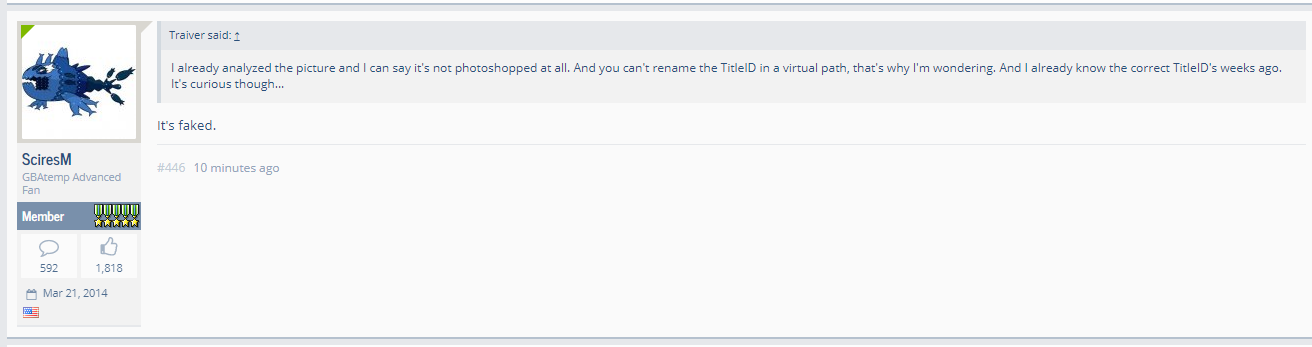 Traiver said: ↑
I already analyzed the picture and I can say it's not photoshopped at all. And you can't rename the TitleID in a virtual path, that's why I'm wondering. And I already know the correct TitleID's weeks ago.
It's curious though...
It's faked.
#446 10 minutes ago
SciresM
GBAtemp Advanced
Fan
Member
592 1,818
Mar 21, 2014